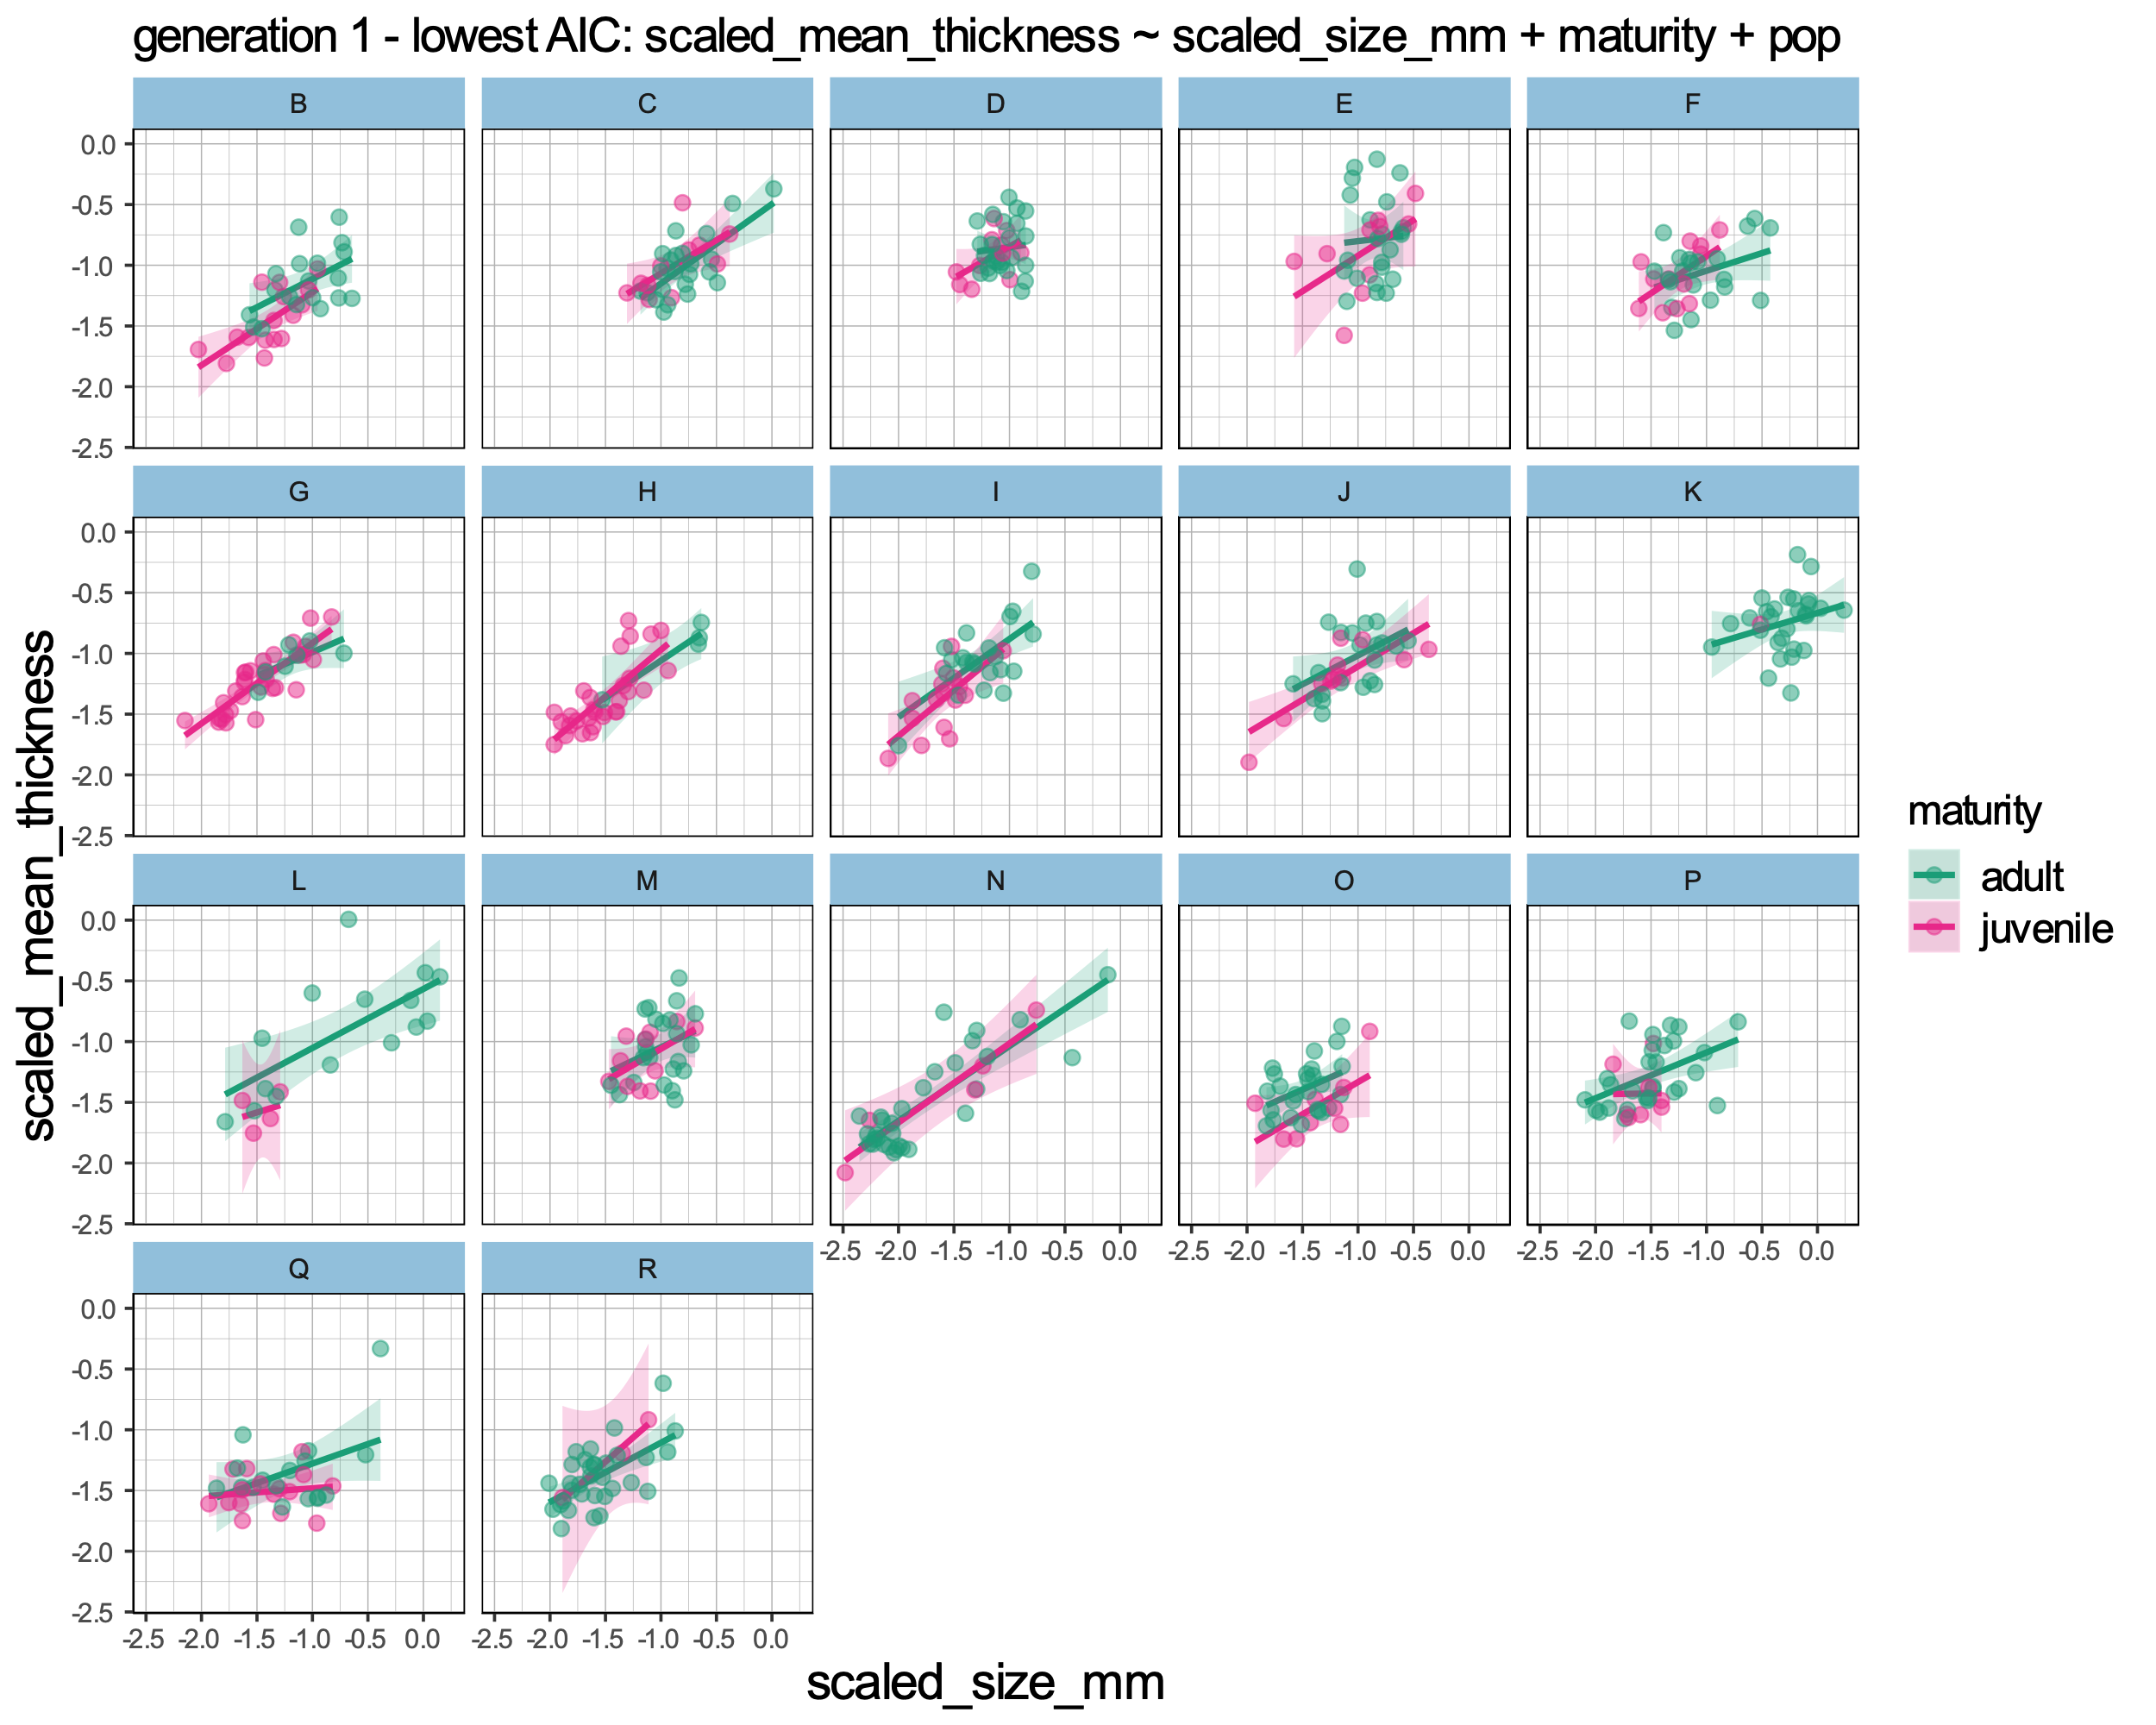 generation 1 - lowest AIC: scaled_mean_thickness ~ scaled_size_mm + maturity + pop
B C D E F
0.0
-0.5
-1.0
-1.5
-2.0
-2.5
G H I J K
0.0
-0.5
-1.0
-1.5
-2.0
-2.5
scaled_mean_thickness
maturity
adult
juvenile
L M N O P
0.0
-0.5
-1.0
-1.5
-2.0
-2.5
-2.5 -2.0 -1.5 -1.0 -0.5 0.0 -2.5 -2.0 -1.5 -1.0 -0.5 0.0 -2.5 -2.0 -1.5 -1.0 -0.5 0.0
Q R
0.0
-0.5
-1.0
-1.5
-2.0
-2.5
-2.5 -2.0 -1.5 -1.0 -0.5 0.0 -2.5 -2.0 -1.5 -1.0 -0.5 0.0
scaled_size_mm